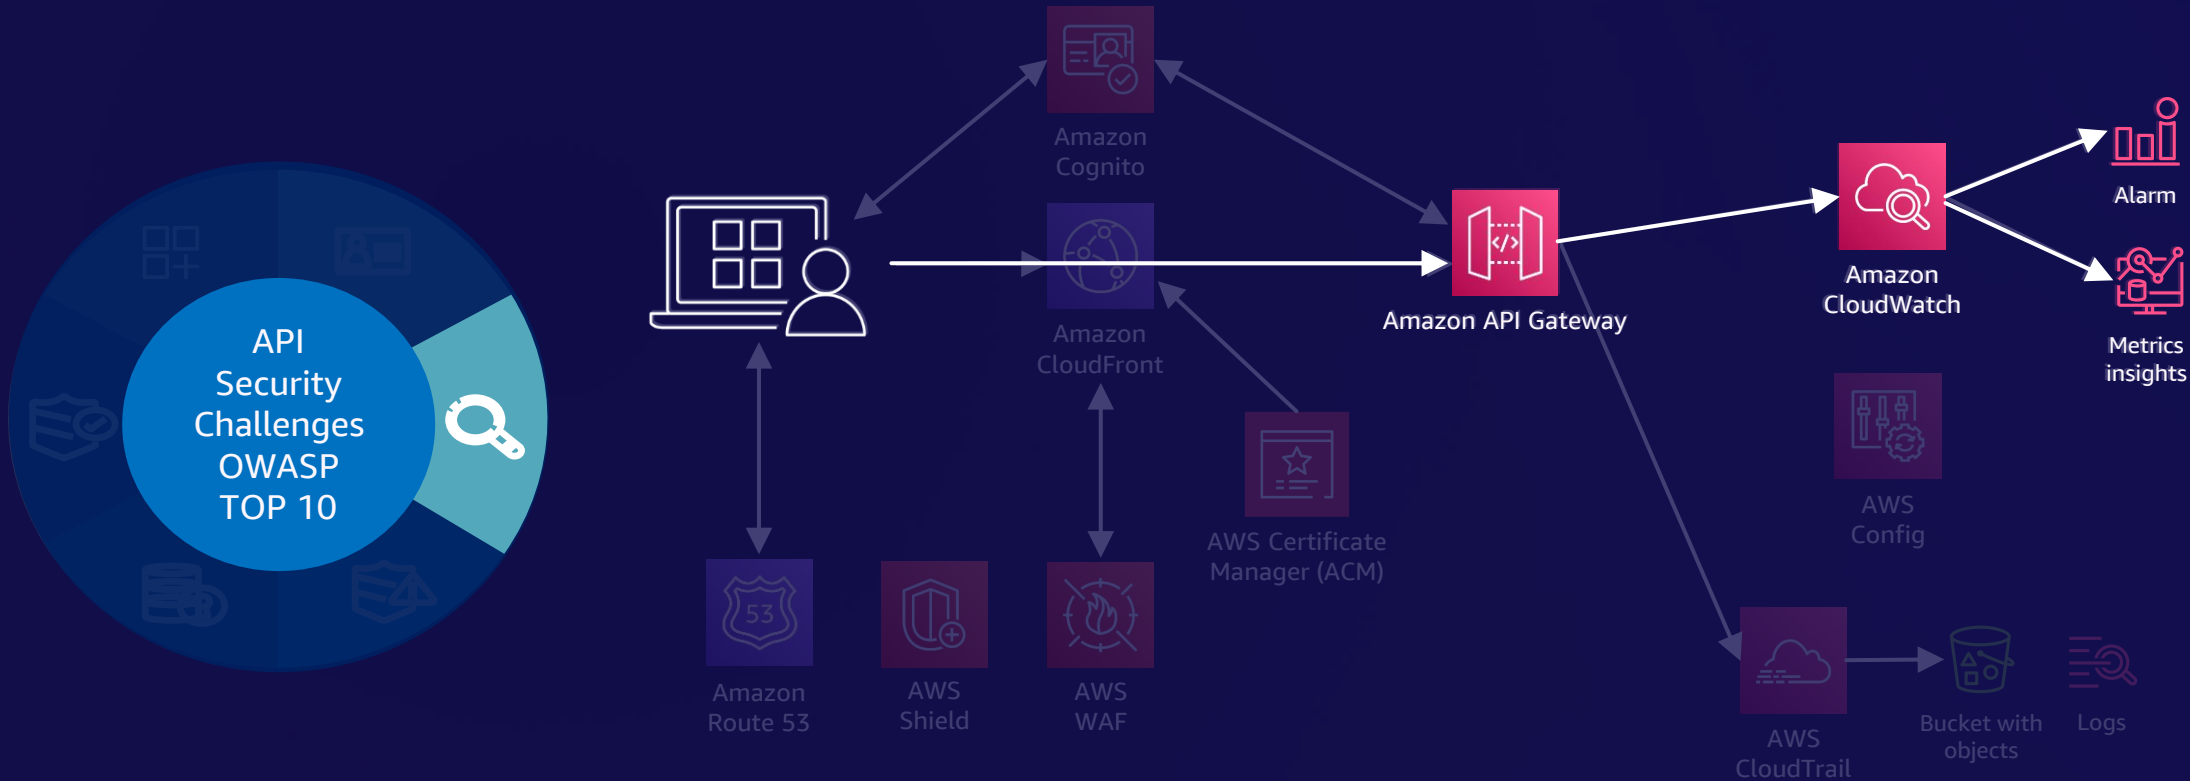 API
Security
Challenges
OWASP
TOP 10
Amazon
Cognito
Amazon
CloudFront
Amazon API Gateway
</>
Amazon
CloudWatch
Alarm
Metrics
insights
AWS Certificate
Manager (ACM)
AWS
Config
53
Amazon
Route 53
AWS
Shield
AWS
WAF
AWS
CloudTrail
Bucket with
objects
Logs